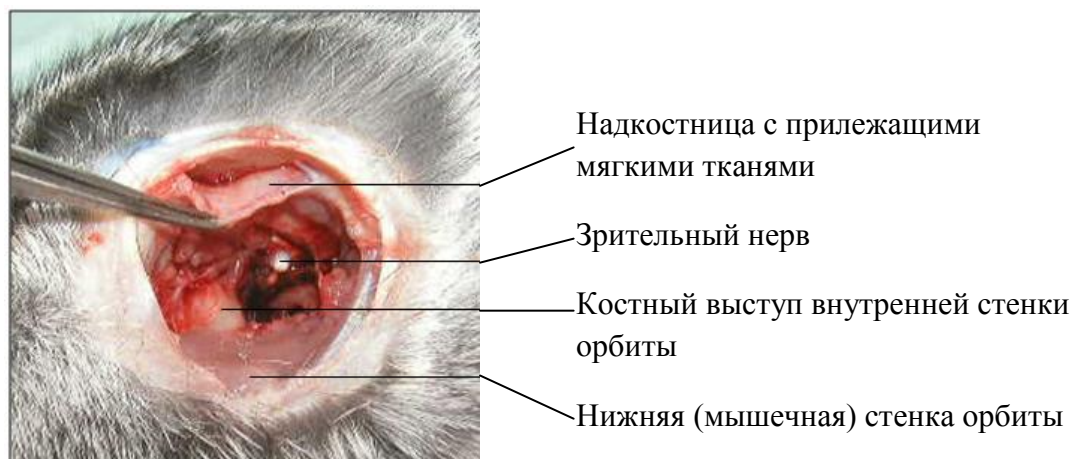 Надкостница с прилежащими
мягкими тканями
Зрительный нерв
Костный выступ внутренней стенки
орбиты
Нижняя (мышечная) стенка орбиты